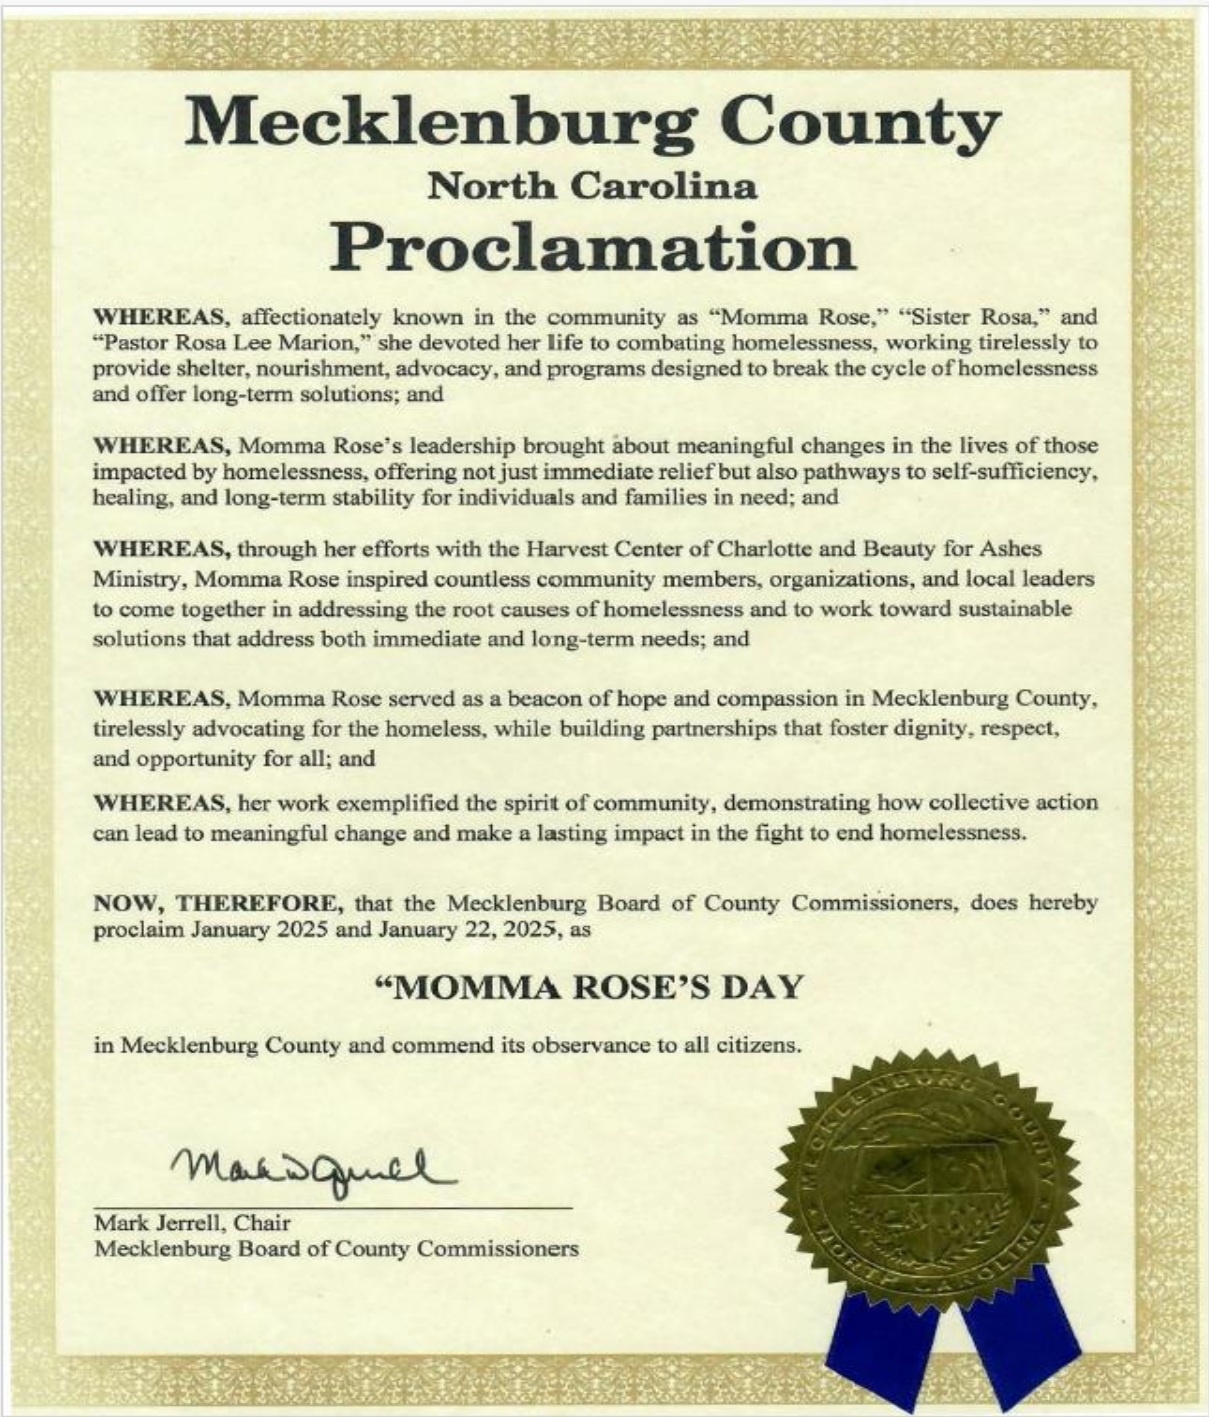 Mecklenburg County
North Carolina
Proclamation
WHEREAS, affectionately known in the community as “Momma Rose,” “Sister Rosa,” and
“Pastor Rosa Lee Marion,” she devoted her life to combating homelessness, working tirelessly to
provide shelter, nourishment, advocacy, and programs designed to break the cycle of homelessness
and offer long-term solutions; and
WHEREAS, Momma Rose’s leadership brought about meaningful changes in the lives of those
impacted by homelessness, offering not just immediate relief but also pathways to self-sufficiency,
healing, and long-term stability for individuals and families in need; and
WHEREAS, through her efforts with the Harvest Center of Charlotte and Beauty for Ashes
Ministry, Momma Rose inspired countless community members, organizations, and local leaders
to come together in addressing the root causes of homelessness and to work toward sustainable
solutions that address both immediate and long-term needs; and
WHEREAS, Momma Rose served as a beacon of hope and compassion in Mecklenburg County,
tirelessly advocating for the homeless, while building partnerships that foster dignity, respect,
and opportunity for all; and
WHEREAS, her work exemplified the spirit of community, demonstrating how collective action
can lead to meaningful change and make a lasting impact in the fight to end homelessness.
NOW, THEREFORE, that the Mecklenburg Board of County Commissioners, does hereby
proclaim January 2025 and January 22, 2025, as
“MOMMA ROSE’S DAY
in Mecklenburg County and commend its observance to all citizens.
Mark D Jerrell
Mark Jerrell, Chair
Mecklenburg Board of County Commissioners
MECKLENBURG COUNTY
NORTH CAROLINA